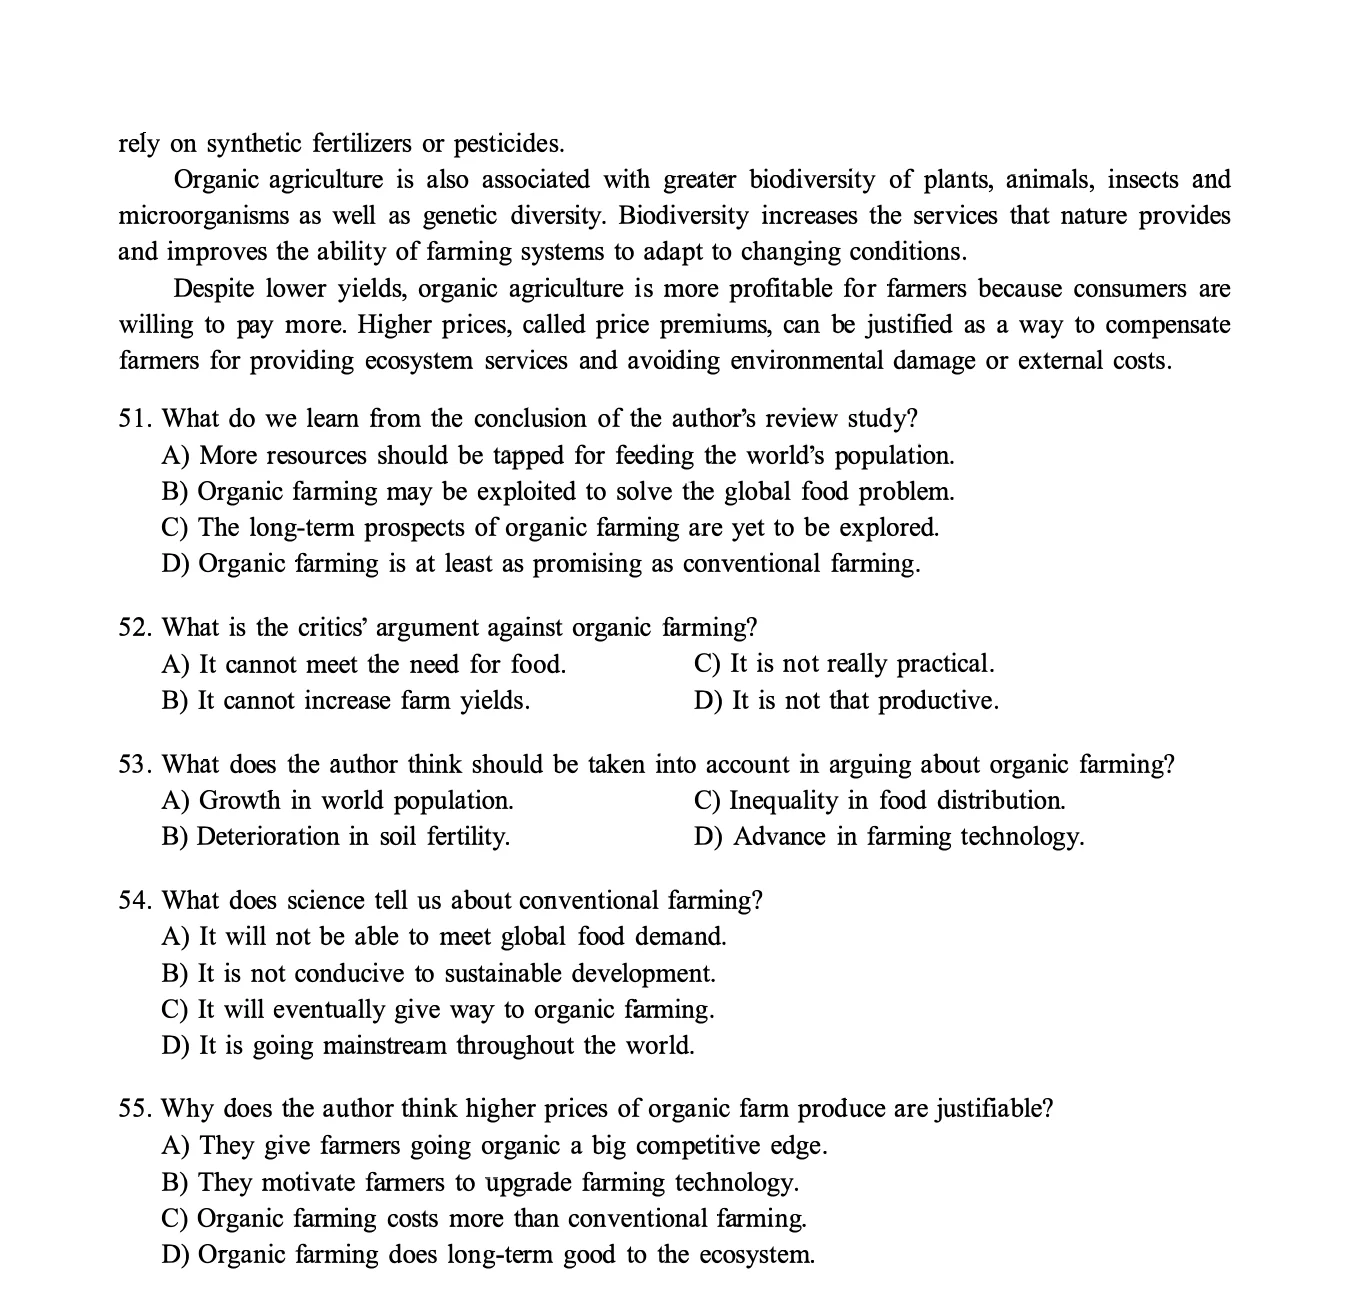 rely on synthetic fertilizers or pesticides.
Organic agriculture is also associated with greater biodiversity of plants, animals, insects and
microorganisms as well as genetic diversity. Biodiversity increases the services that nature provides
and improves the ability of farming systems to adapt to changing conditions.
Despite lower yields, organic agriculture is more profitable for farmers because consumers are
willing to pay more. Higher prices, called price premiums, can be justified as a way to compensate
farmers for providing ecosystem services and avoiding environmental damage or external costs.
51. What do we learn from the conclusion of the author's review study?
A) More resources should be tapped for feeding the world's population.
B) Organic farming may be exploited to solve the global food problem.
C) The long-term prospects of organic farming are yet to be explored.
D) Organic farming is at least as promising as conventional farming.
52. What is the critics' argument against organic farming?
A) It cannot meet the need for food. C) It is not really practical.
B) It cannot increase farm yields. D) It is not that productive.
53. What does the author think should be taken into account in arguing about organic farming?
A) Growth in world population. C) Inequality in food distribution.
B) Deterioration in soil fertility. D) Advance in farming technology.
54. What does science tell us about conventional farming?
A) It will not be able to meet global food demand.
B) It is not conducive to sustainable development.
C) It will eventually give way to organic farming.
D) It is going mainstream throughout the world.
55. Why does the author think higher prices of organic farm produce are justifiable?
A) They give farmers going organic a big competitive edge.
B) They motivate farmers to upgrade farming technology.
C) Organic farming costs more than conventional farming.
D) Organic farming does long-term good to the ecosystem.